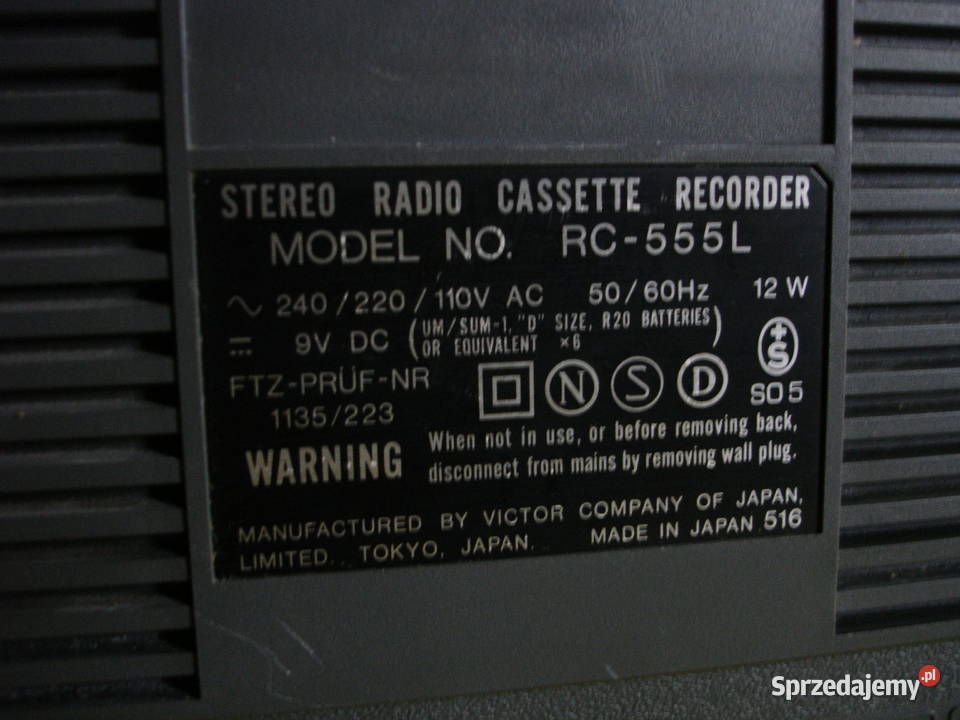 STEREO RADIO CASSETTE RECORDER
MODEL NO. RC-555L
240/220/110V AC 50/60Hz 12 W
9V DC (UM/SUM-1, "D" SIZE, R20 BATTERIES
OR EQUIVALENT ×6)
FTZ-PRÜF-NR
1135/223
N S D +S SO5
WARNING When not in use, or before removing back,
disconnect from mains by removing wall plug.
MANUFACTURED BY VICTOR COMPANY OF JAPAN,
LIMITED. TOKYO, JAPAN. MADE IN JAPAN 516
Sprzedajemy.pl